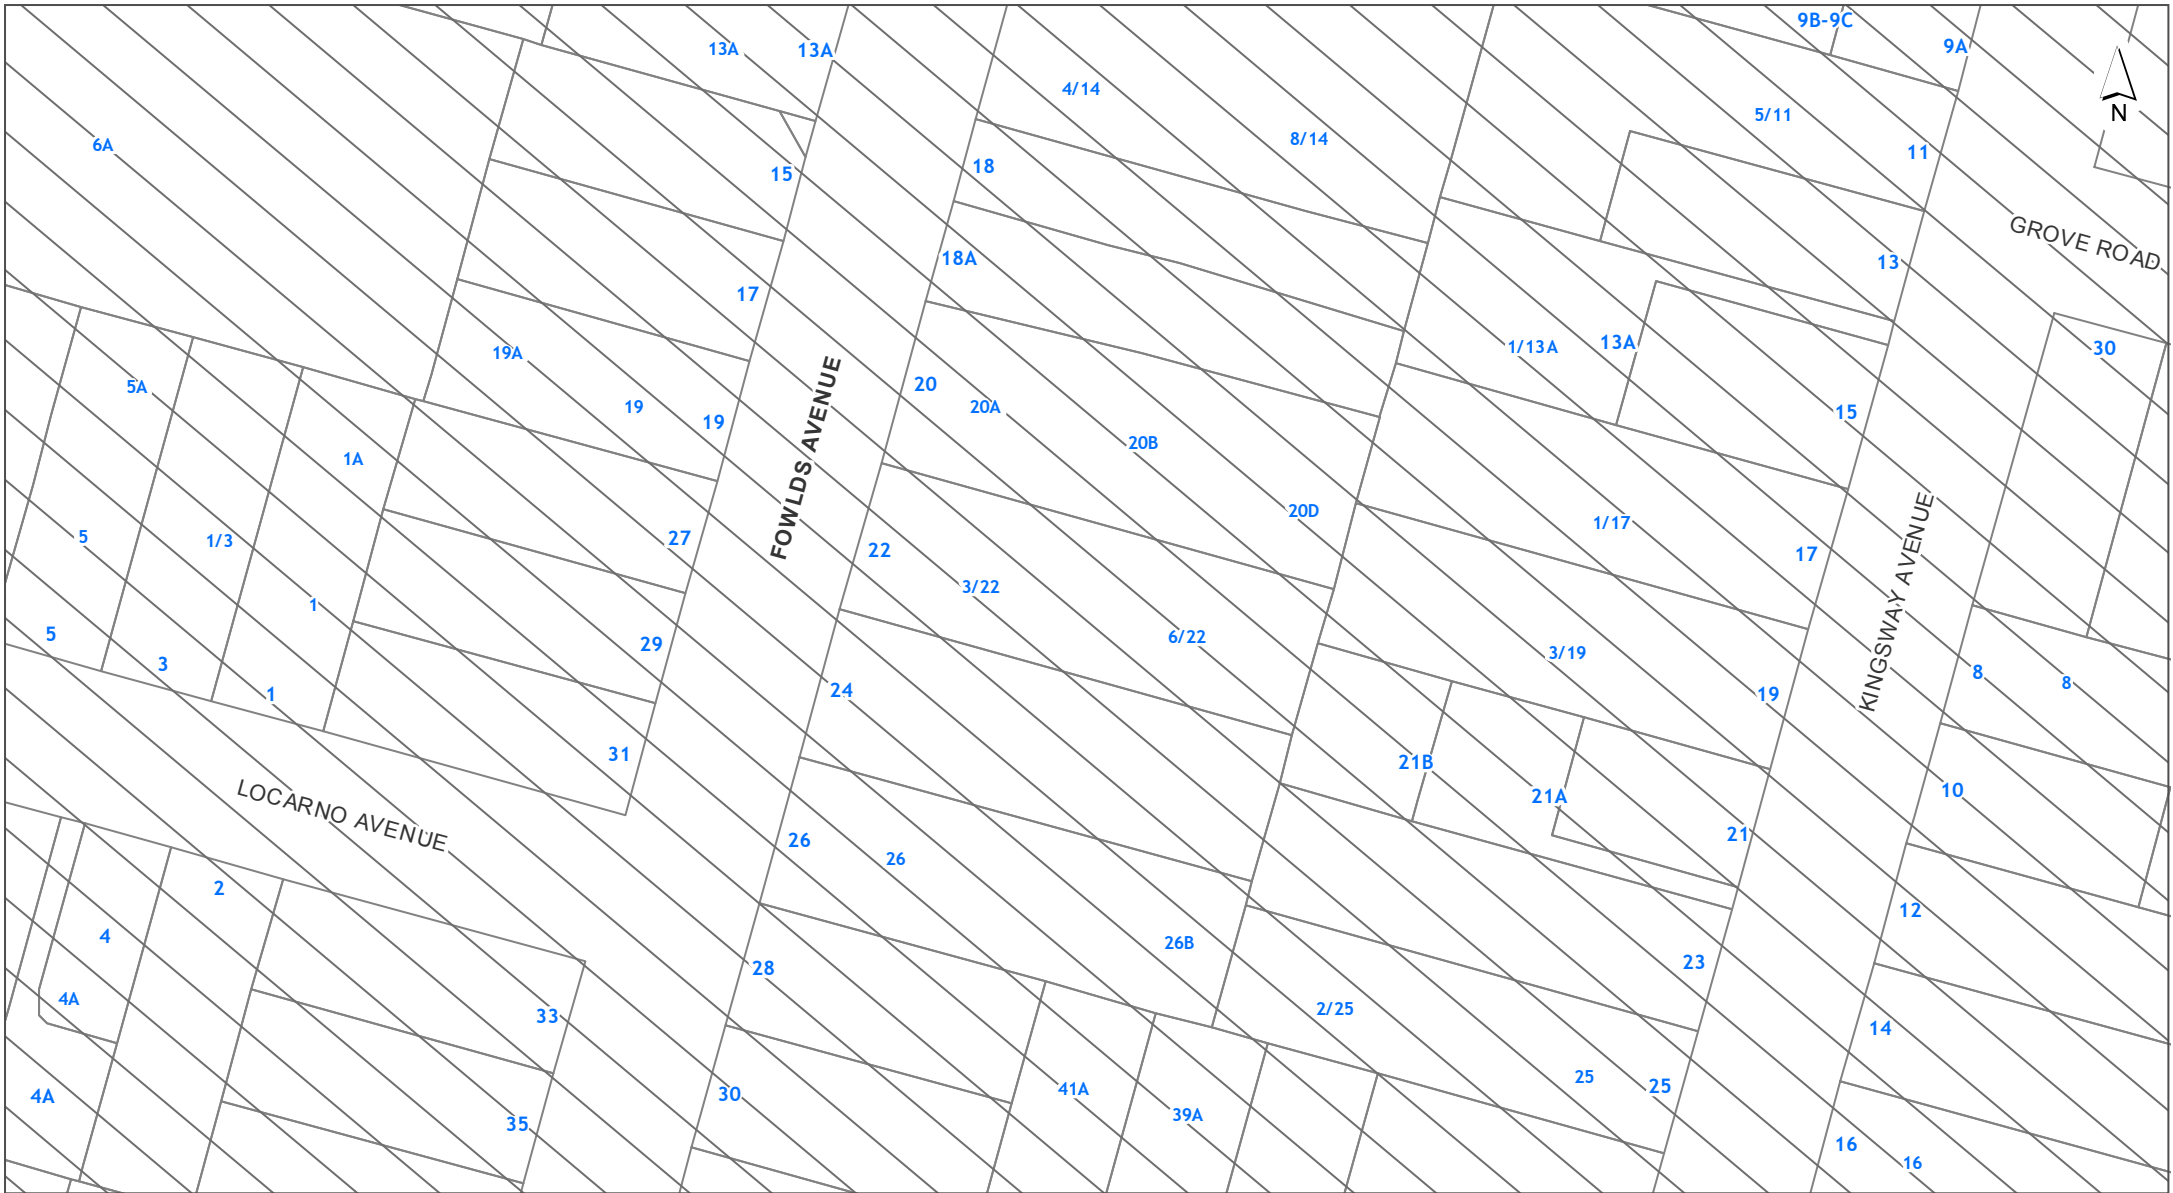 9B-9C
13A
13A
9A
4/14
N
5/11
8/14
6A
11
18
15
GROVE ROAD
18A
13
17
1/13A
13A
30
19A
20
5A
19
20A
15
19
FOWLDS AVENUE
20B
1A
20D
1/17
5
1/3
27
22
17
KINGSWAY AVENUE
3/22
1
5
6/22
29
3/19
3
8
8
1
24
19
31
21B
10
21A
LOCARNO AVENUE
21
26
26
2
12
4
26B
23
28
4A
2/25
33
14
25
25
41A
30
4A
39A
35
16
16